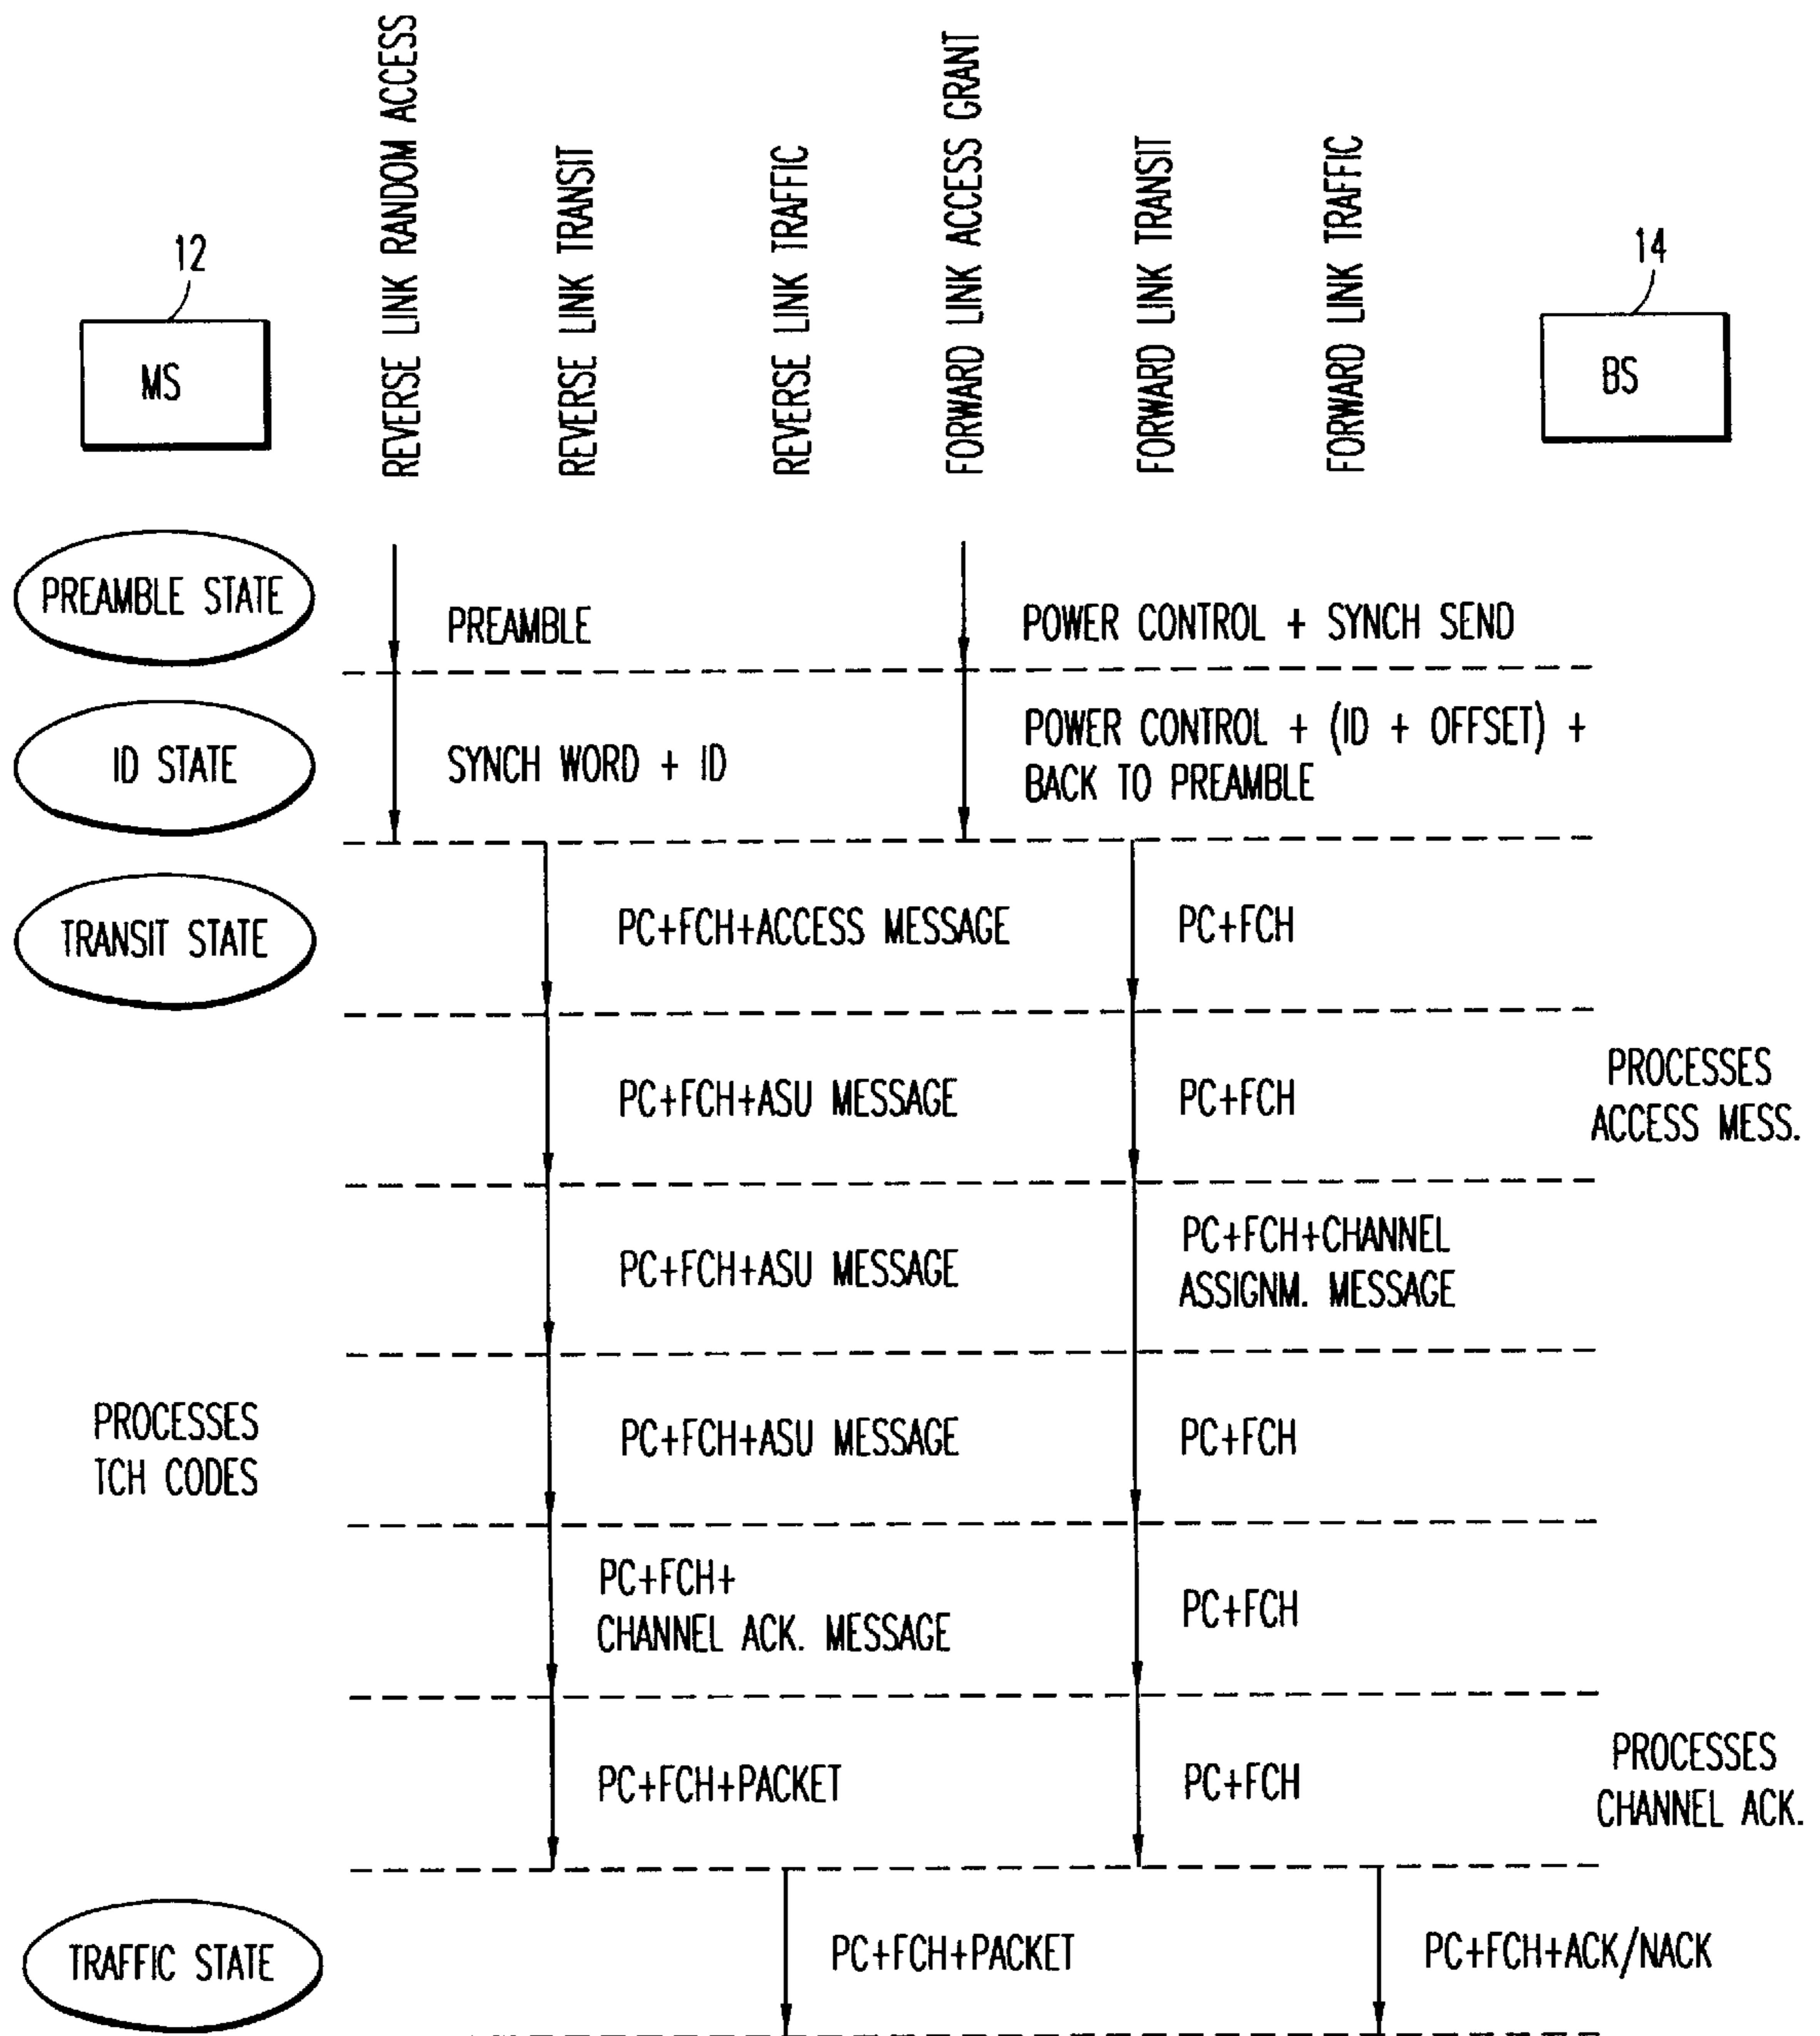 REVERSE LINK RANDOM ACCESS
REVERSE LINK TRANSIT
REVERSE LINK TRAFFIC
FORWARD LINK ACCESS GRANT
FORWARD LINK TRANSIT
FORWARD LINK TRAFFIC
12
MS
14
BS
PREAMBLE STATE
PREAMBLE
POWER CONTROL + SYNCH SEND
ID STATE
SYNCH WORD + ID
POWER CONTROL + (ID + OFFSET) +
BACK TO PREAMBLE
TRANSIT STATE
PC+FCH+ACCESS MESSAGE
PC+FCH
PC+FCH+ASU MESSAGE
PC+FCH
PROCESSES
ACCESS MESS.
PC+FCH+ASU MESSAGE
PC+FCH+CHANNEL
ASSIGNM. MESSAGE
PROCESSES
TCH CODES
PC+FCH+ASU MESSAGE
PC+FCH
PC+FCH+
CHANNEL ACK. MESSAGE
PC+FCH
PC+FCH+PACKET
PC+FCH
PROCESSES
CHANNEL ACK.
TRAFFIC STATE
PC+FCH+PACKET
PC+FCH+ACK/NACK